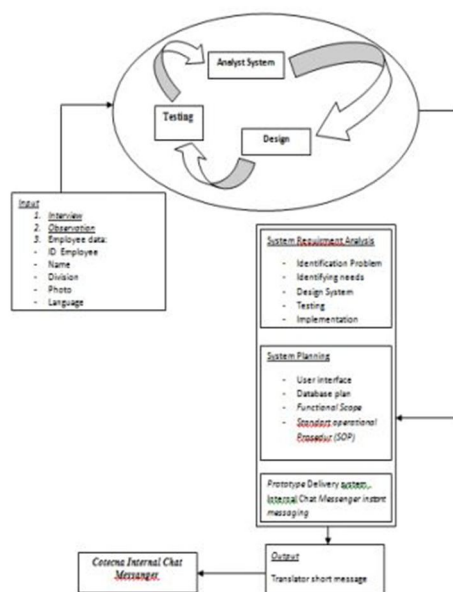 Analyst System
Testing
Design
Input
1. Interview
2. Observation
3. Employee data:
- ID Employee
- Name
- Division
- Photo
- Language
System Requirment Analysis
- Identification Problem
- Identifying needs
- Design System
- Testing
- Implementation
System Planning
- User interface
- Database plan
- Functional Scope
- Standart operational
Prosedur (SOP)
Prototype Delivery system
Internal Chat Messenger instant
messaging
Output
Translator short message
Cotecna Internal Chat
Messanger